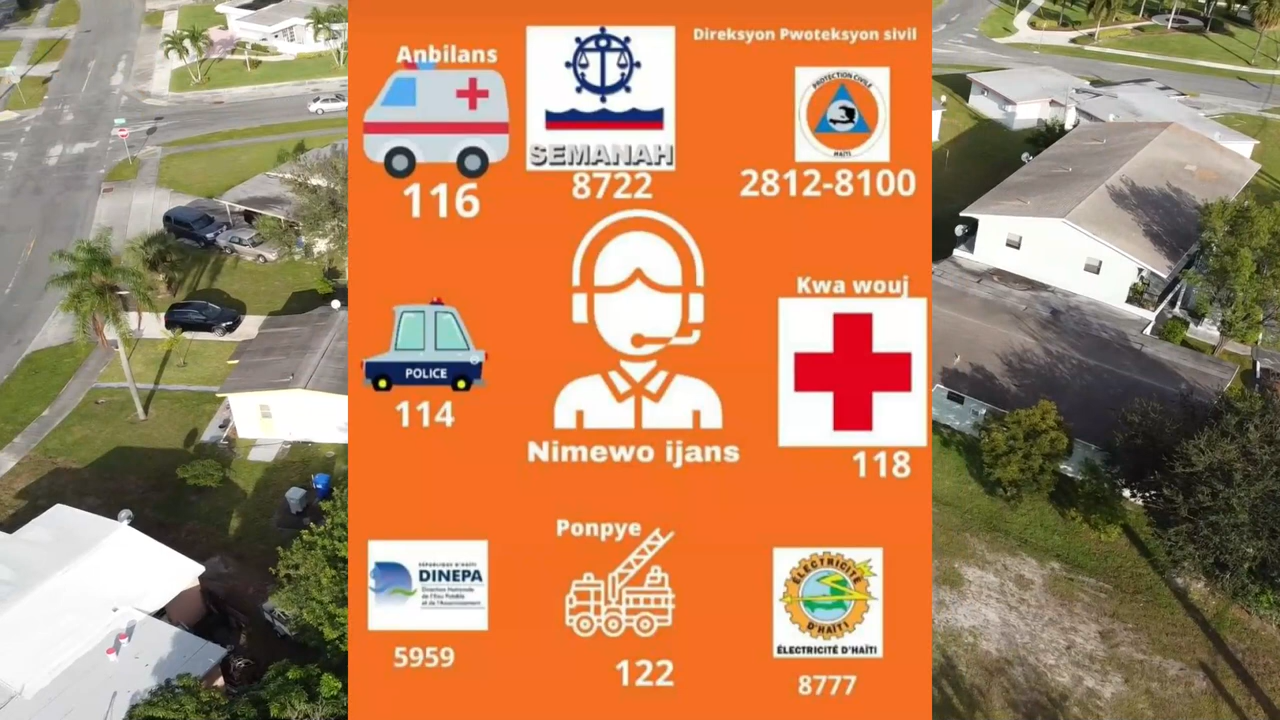 Anbilans
116
SEMANAH
8722
Direksyon Pwoteksyon sivil
PROTECTION CIVILE
HAITI
2812-8100
POLICE
114
Nimewo ijans
Kwa wouj
118
RÉPUBLIQUE D'HAÏTI
DINEPA
Direction Nationale
de l'Eau Potable
et de l'Assainissement
5959
Ponpye
122
ÉLECTRICITÉ
D'HAÏTI
ÉLECTRICITÉ D'HAÏTI
8777